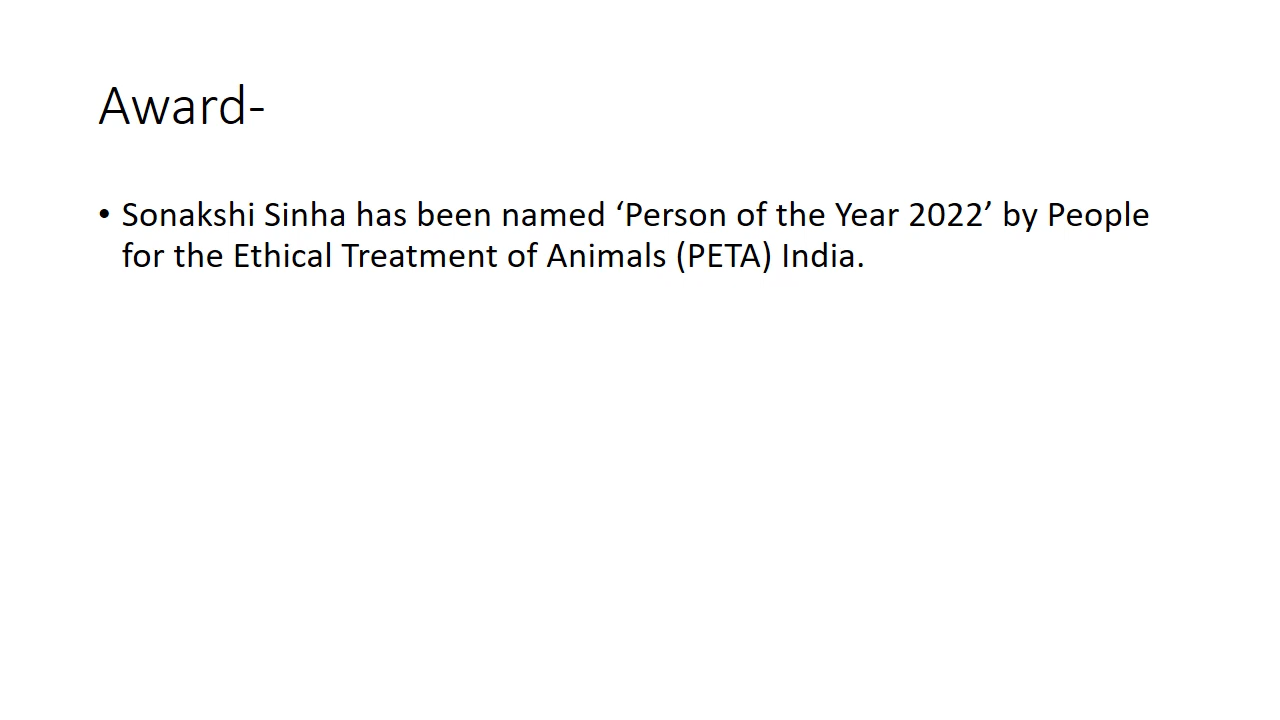 Award-
• Sonakshi Sinha has been named ‘Person of the Year 2022’ by People
for the Ethical Treatment of Animals (PETA) India.